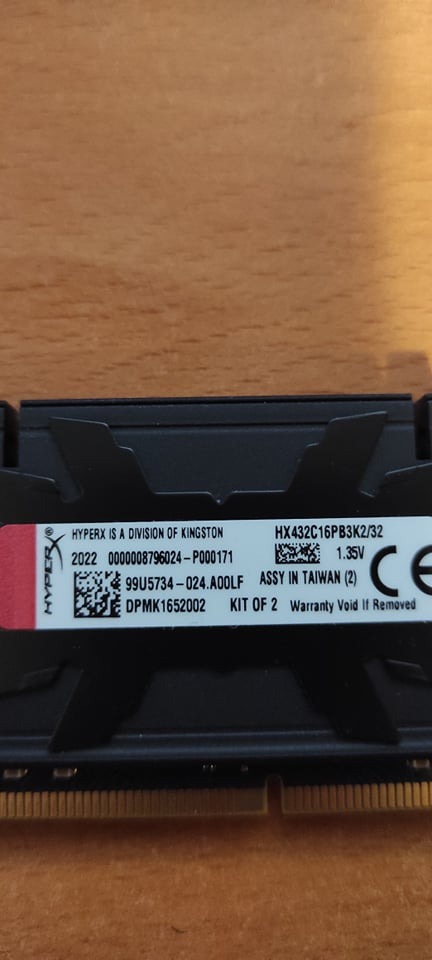 HYPERX®
HYPERX IS A DIVISION OF KINGSTON
2022 0000008796024-P000171
99U5734-024.A00LF
DPMK1652002
HX432C16PB3K2/32
1.35V
ASSY IN TAIWAN (2)
KIT OF 2 Warranty Void If Removed
CE